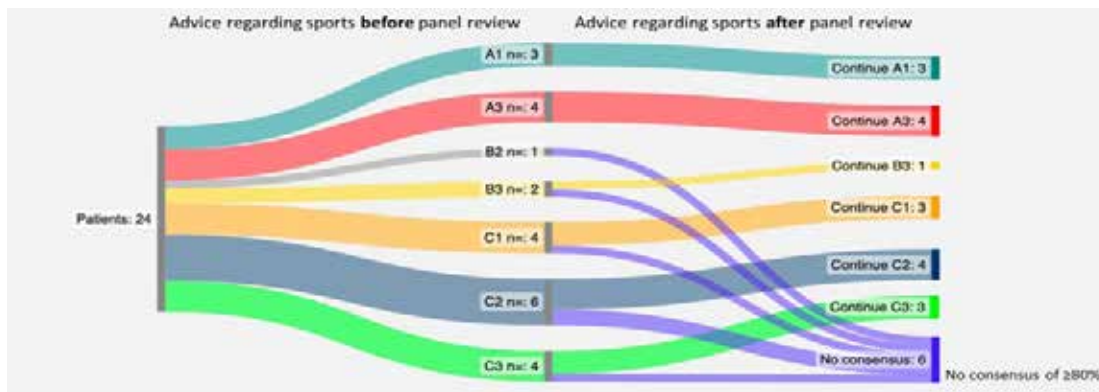 Advice regarding sports before panel review
Advice regarding sports after panel review
A1 n=: 3
Continue A1: 3
A3 n=: 4
Continue A3: 4
B2 n=: 1
Continue B3: 1
B3 n=: 2
Patients: 24
Continue C1: 3
C1 n=: 4
Continue C2: 4
C2 n=: 6
Continue C3: 3
C3 n=: 4
No consensus: 6
No consensus of ≥80%